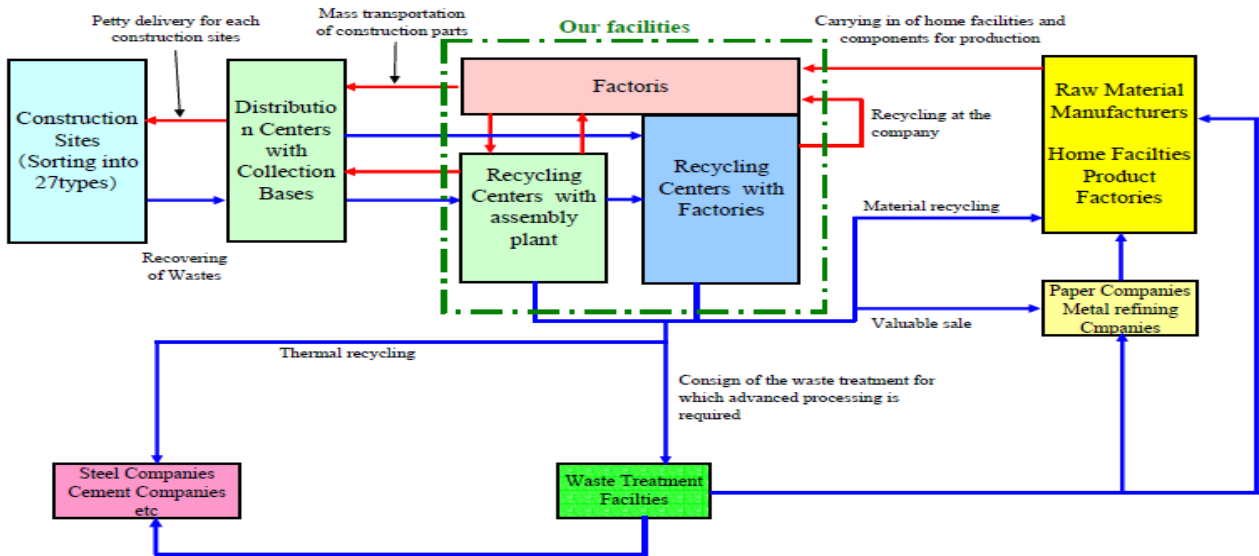 Petty delivery for each
construction sites
Mass transportation
of construction parts
Our facilities
Carrying in of home facilities and
components for production
Construction
Sites
(Sorting into
27types)
Distributio
n Centers
with
Collection
Bases
Factoris
Recycling at the
company
Raw Material
Manufacturers
Home Facilties
Product
Factories
Recycling
Centers with
assembly
plant
Recycling
Centers with
Factories
Material recycling
Recovering
of Wastes
Paper Companies
Metal refining
Cmpanies
Valuable sale
Thermal recycling
Consign of the waste treatment for
which advanced processing is
required
Steel Companies
Cement Companies
etc
Waste Treatment
Facilties